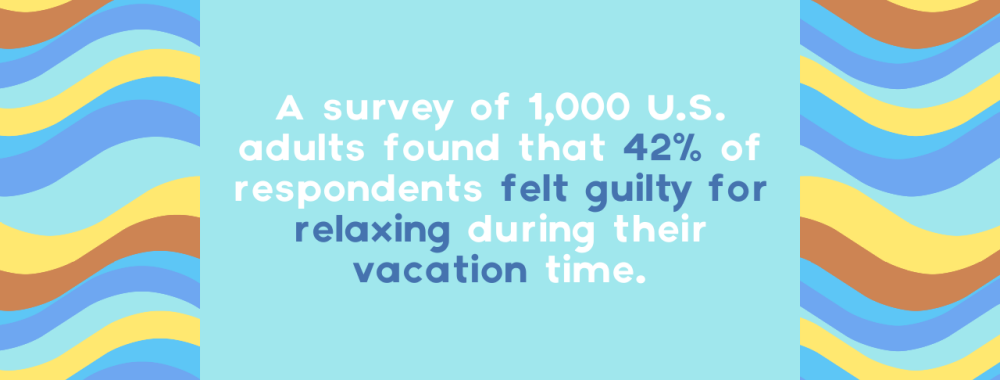 A survey of 1,000 U.S.
adults found that 42% of
respondents felt guilty for
relaxing during their
vacation time.